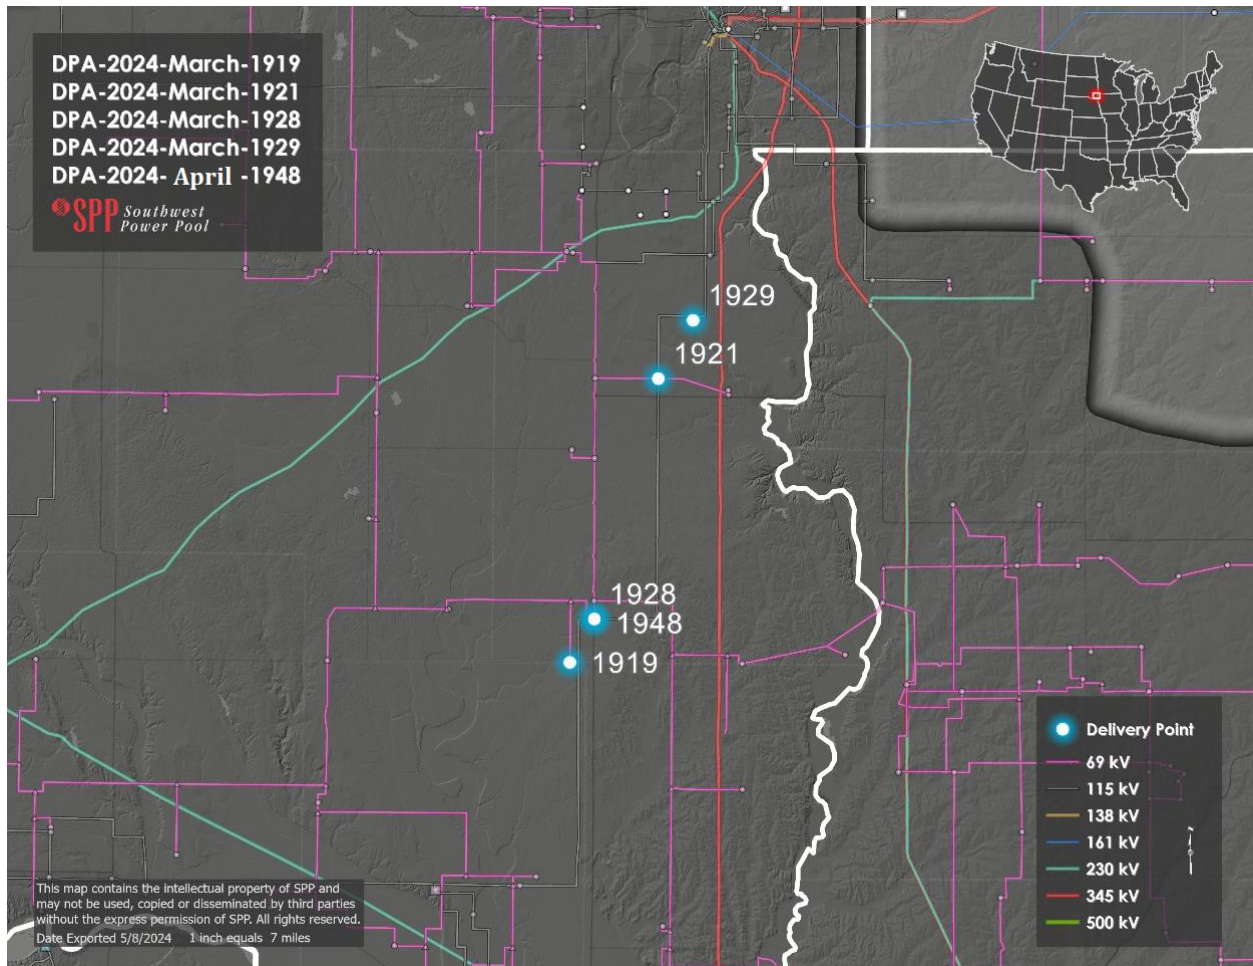 DPA-2024-March-1919
DPA-2024-March-1921
DPA-2024-March-1928
DPA-2024-March-1929
DPA-2024- April -1948
SPP Southwest
Power Pool
1929
1921
1928
1948
1919
Delivery Point
69 kV
115 kV
138 kV
161 kV
230 kV
345 kV
500 kV
This map contains the intellectual property of SPP and
may not be used, copied or disseminated by third parties
without the express permission of SPP. All rights reserved.
Date Exported 5/8/2024 1 inch equals 7 miles